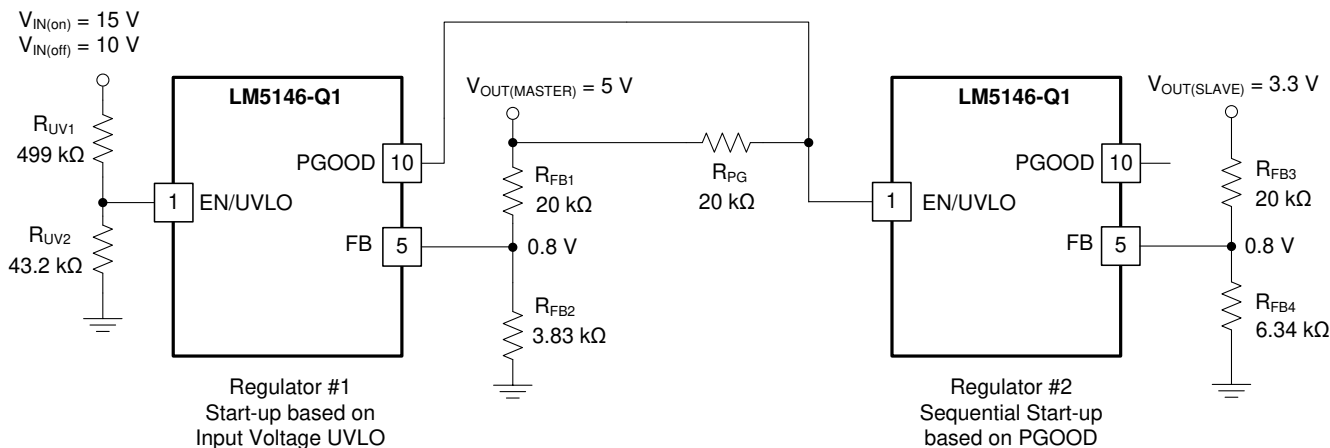 V_IN(on) = 15 V
V_IN(off) = 10 V
R_UV1
499 kΩ
R_UV2
43.2 kΩ
LM5146-Q1
PGOOD
10
1
EN/UVLO
FB
5
Regulator #1
Start-up based on
Input Voltage UVLO
V_OUT(MASTER) = 5 V
R_FB1
20 kΩ
R_PG
20 kΩ
0.8 V
R_FB2
3.83 kΩ
LM5146-Q1
PGOOD
10
1
EN/UVLO
FB
5
Regulator #2
Sequential Start-up
based on PGOOD
V_OUT(SLAVE) = 3.3 V
R_FB3
20 kΩ
0.8 V
R_FB4
6.34 kΩ